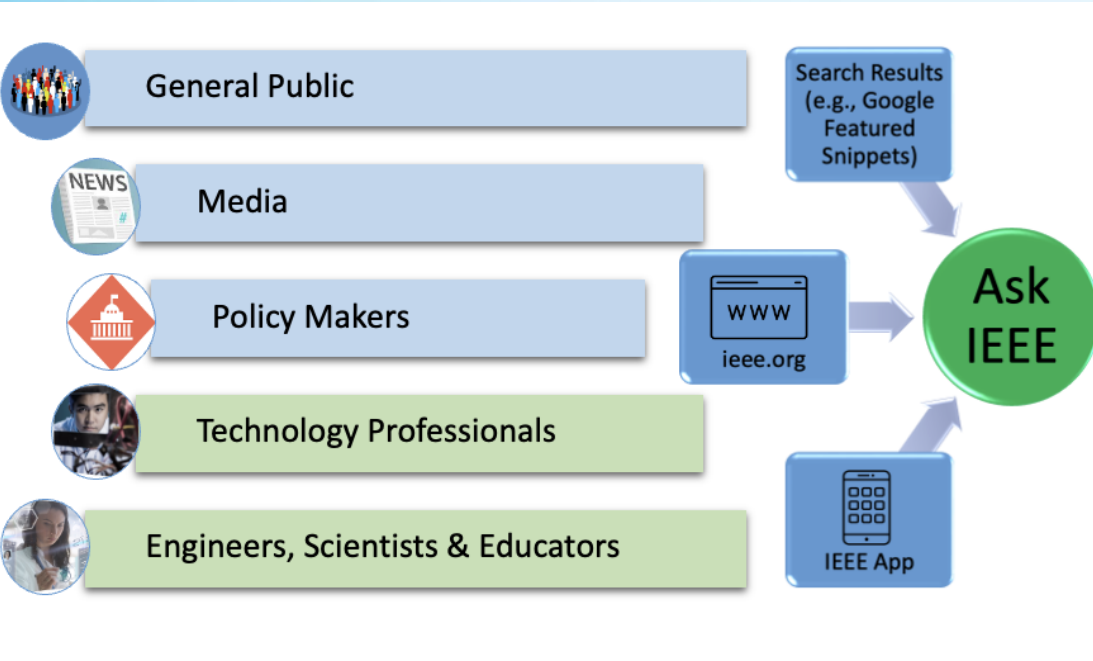 General Public
NEWS
#
Media
Policy Makers
Technology Professionals
Engineers, Scientists & Educators
Search Results
(e.g., Google
Featured
Snippets)
WWW
ieee.org
IEEE App
Ask
IEEE